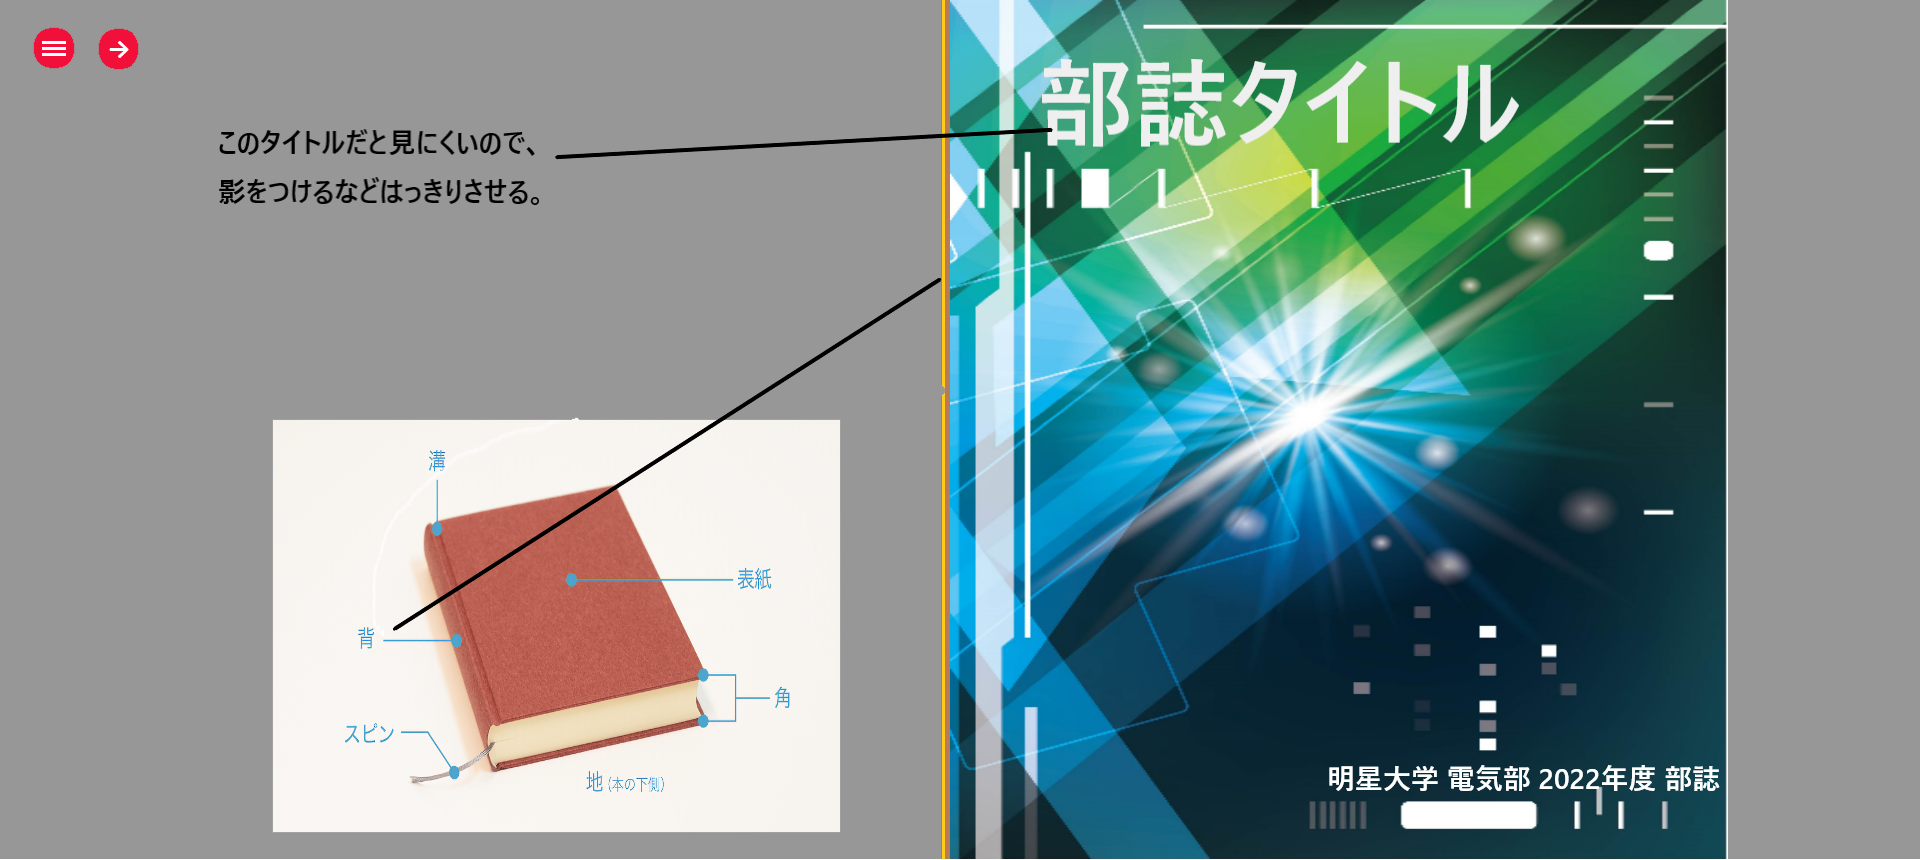 このタイトルだと見にくいので、
影をつけるなどはっきりさせる。
部誌タイトル
溝
表紙
背
角
スピン
地（本の下側）
明星大学 電気部 2022年度 部誌